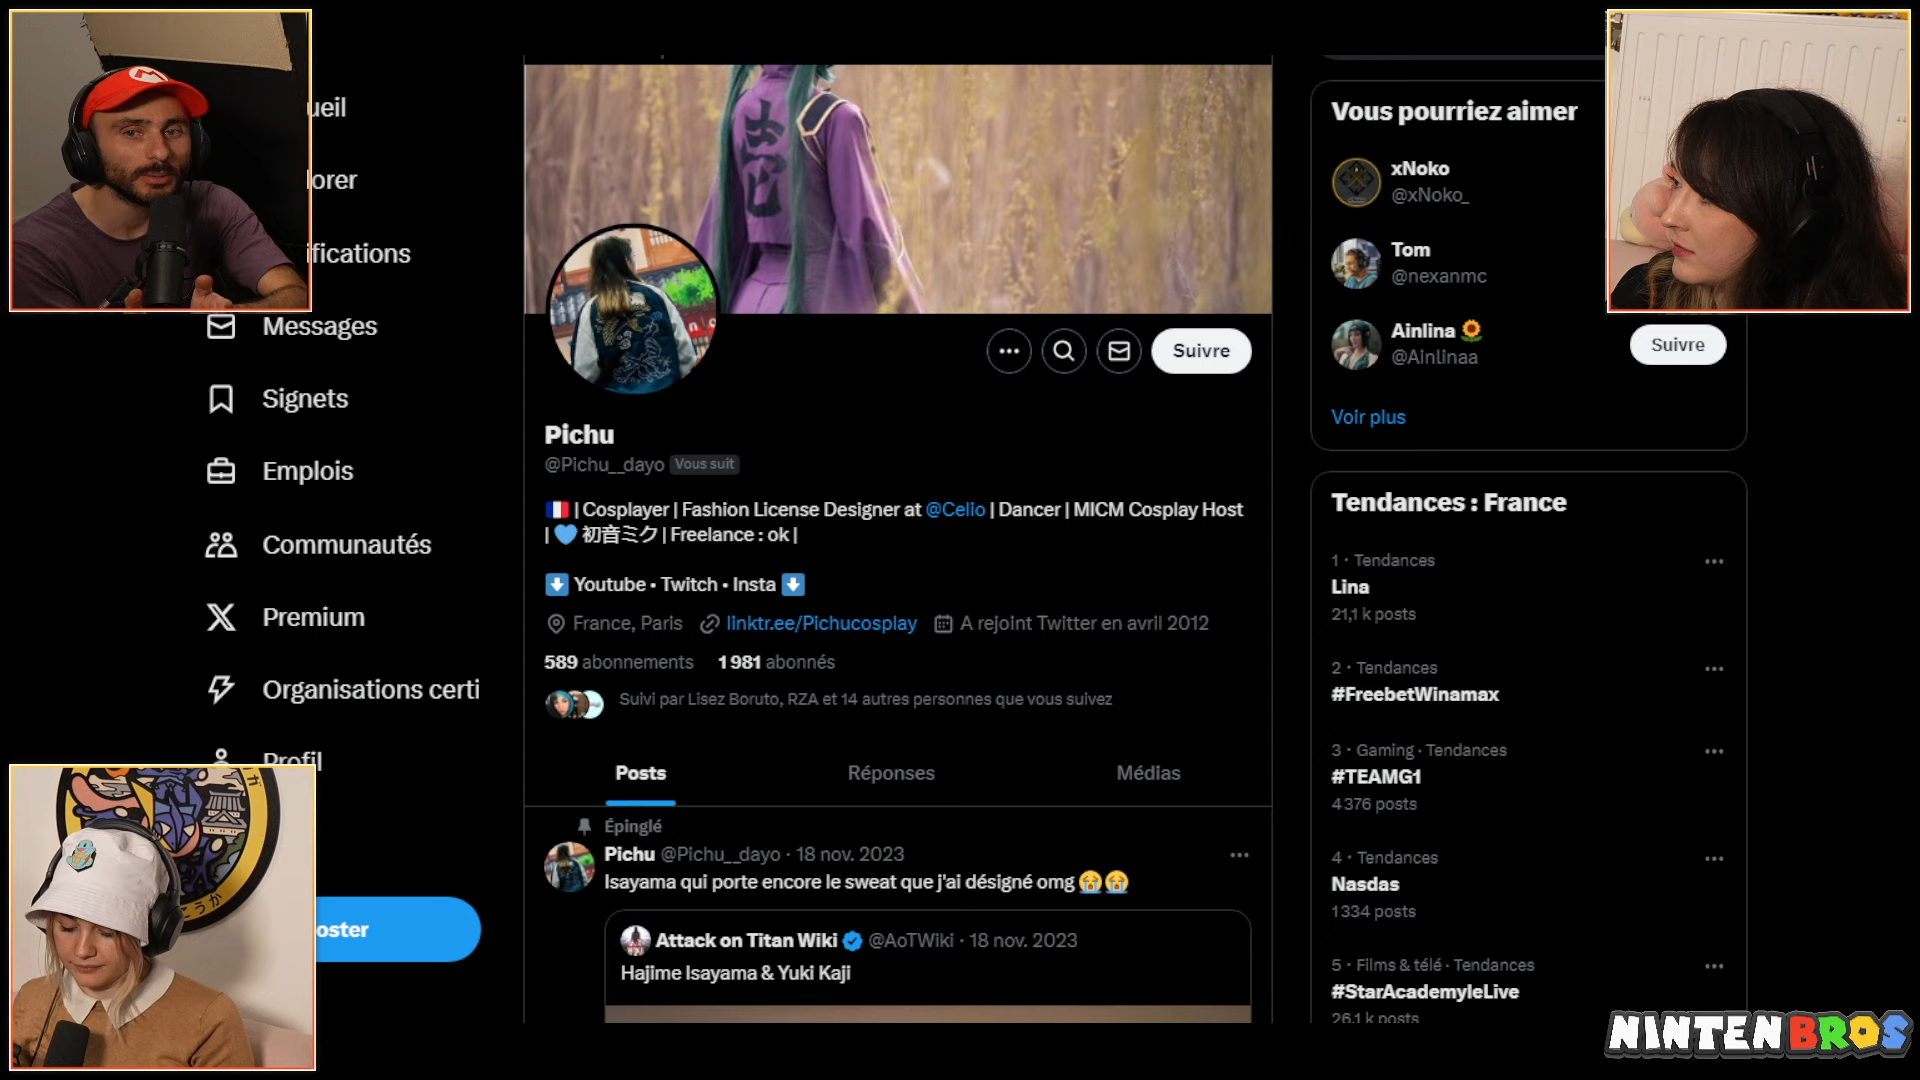 ueil
lorer
ifications
Messages
Signets
Emplois
Communautés
Premium
Organisations certi
Profil
oster
Suivre
Pichu
@Pichu__dayo Vous suit
| Cosplayer | Fashion License Designer at @Celio | Dancer | MICM Cosplay Host
| 初音ミク | Freelance : ok |
Youtube • Twitch • Insta
France, Paris linktr.ee/Pichucosplay A rejoint Twitter en avril 2012
589 abonnements 1 981 abonnés
Suivi par Lisez Boruto, RZA et 14 autres personnes que vous suivez
Posts Réponses Médias
Épinglé
Pichu @Pichu__dayo · 18 nov. 2023
Isayama qui porte encore le sweat que j'ai désigné omg
Attack on Titan Wiki @AoTWiki · 18 nov. 2023
Hajime Isayama & Yuki Kaji
Vous pourriez aimer
xNoko
@xNoko_
Tom
@nexanmc
Ainlina
@Ainlinaa
Suivre
Voir plus
Tendances : France
1 · Tendances
Lina
21,1 k posts
2 · Tendances
#FreebetWinamax
3 · Gaming · Tendances
#TEAMG1
4 376 posts
4 · Tendances
Nasdas
1 334 posts
5 · Films & télé · Tendances
#StarAcademyleLive
26,1 k posts
NINTENBROS
M